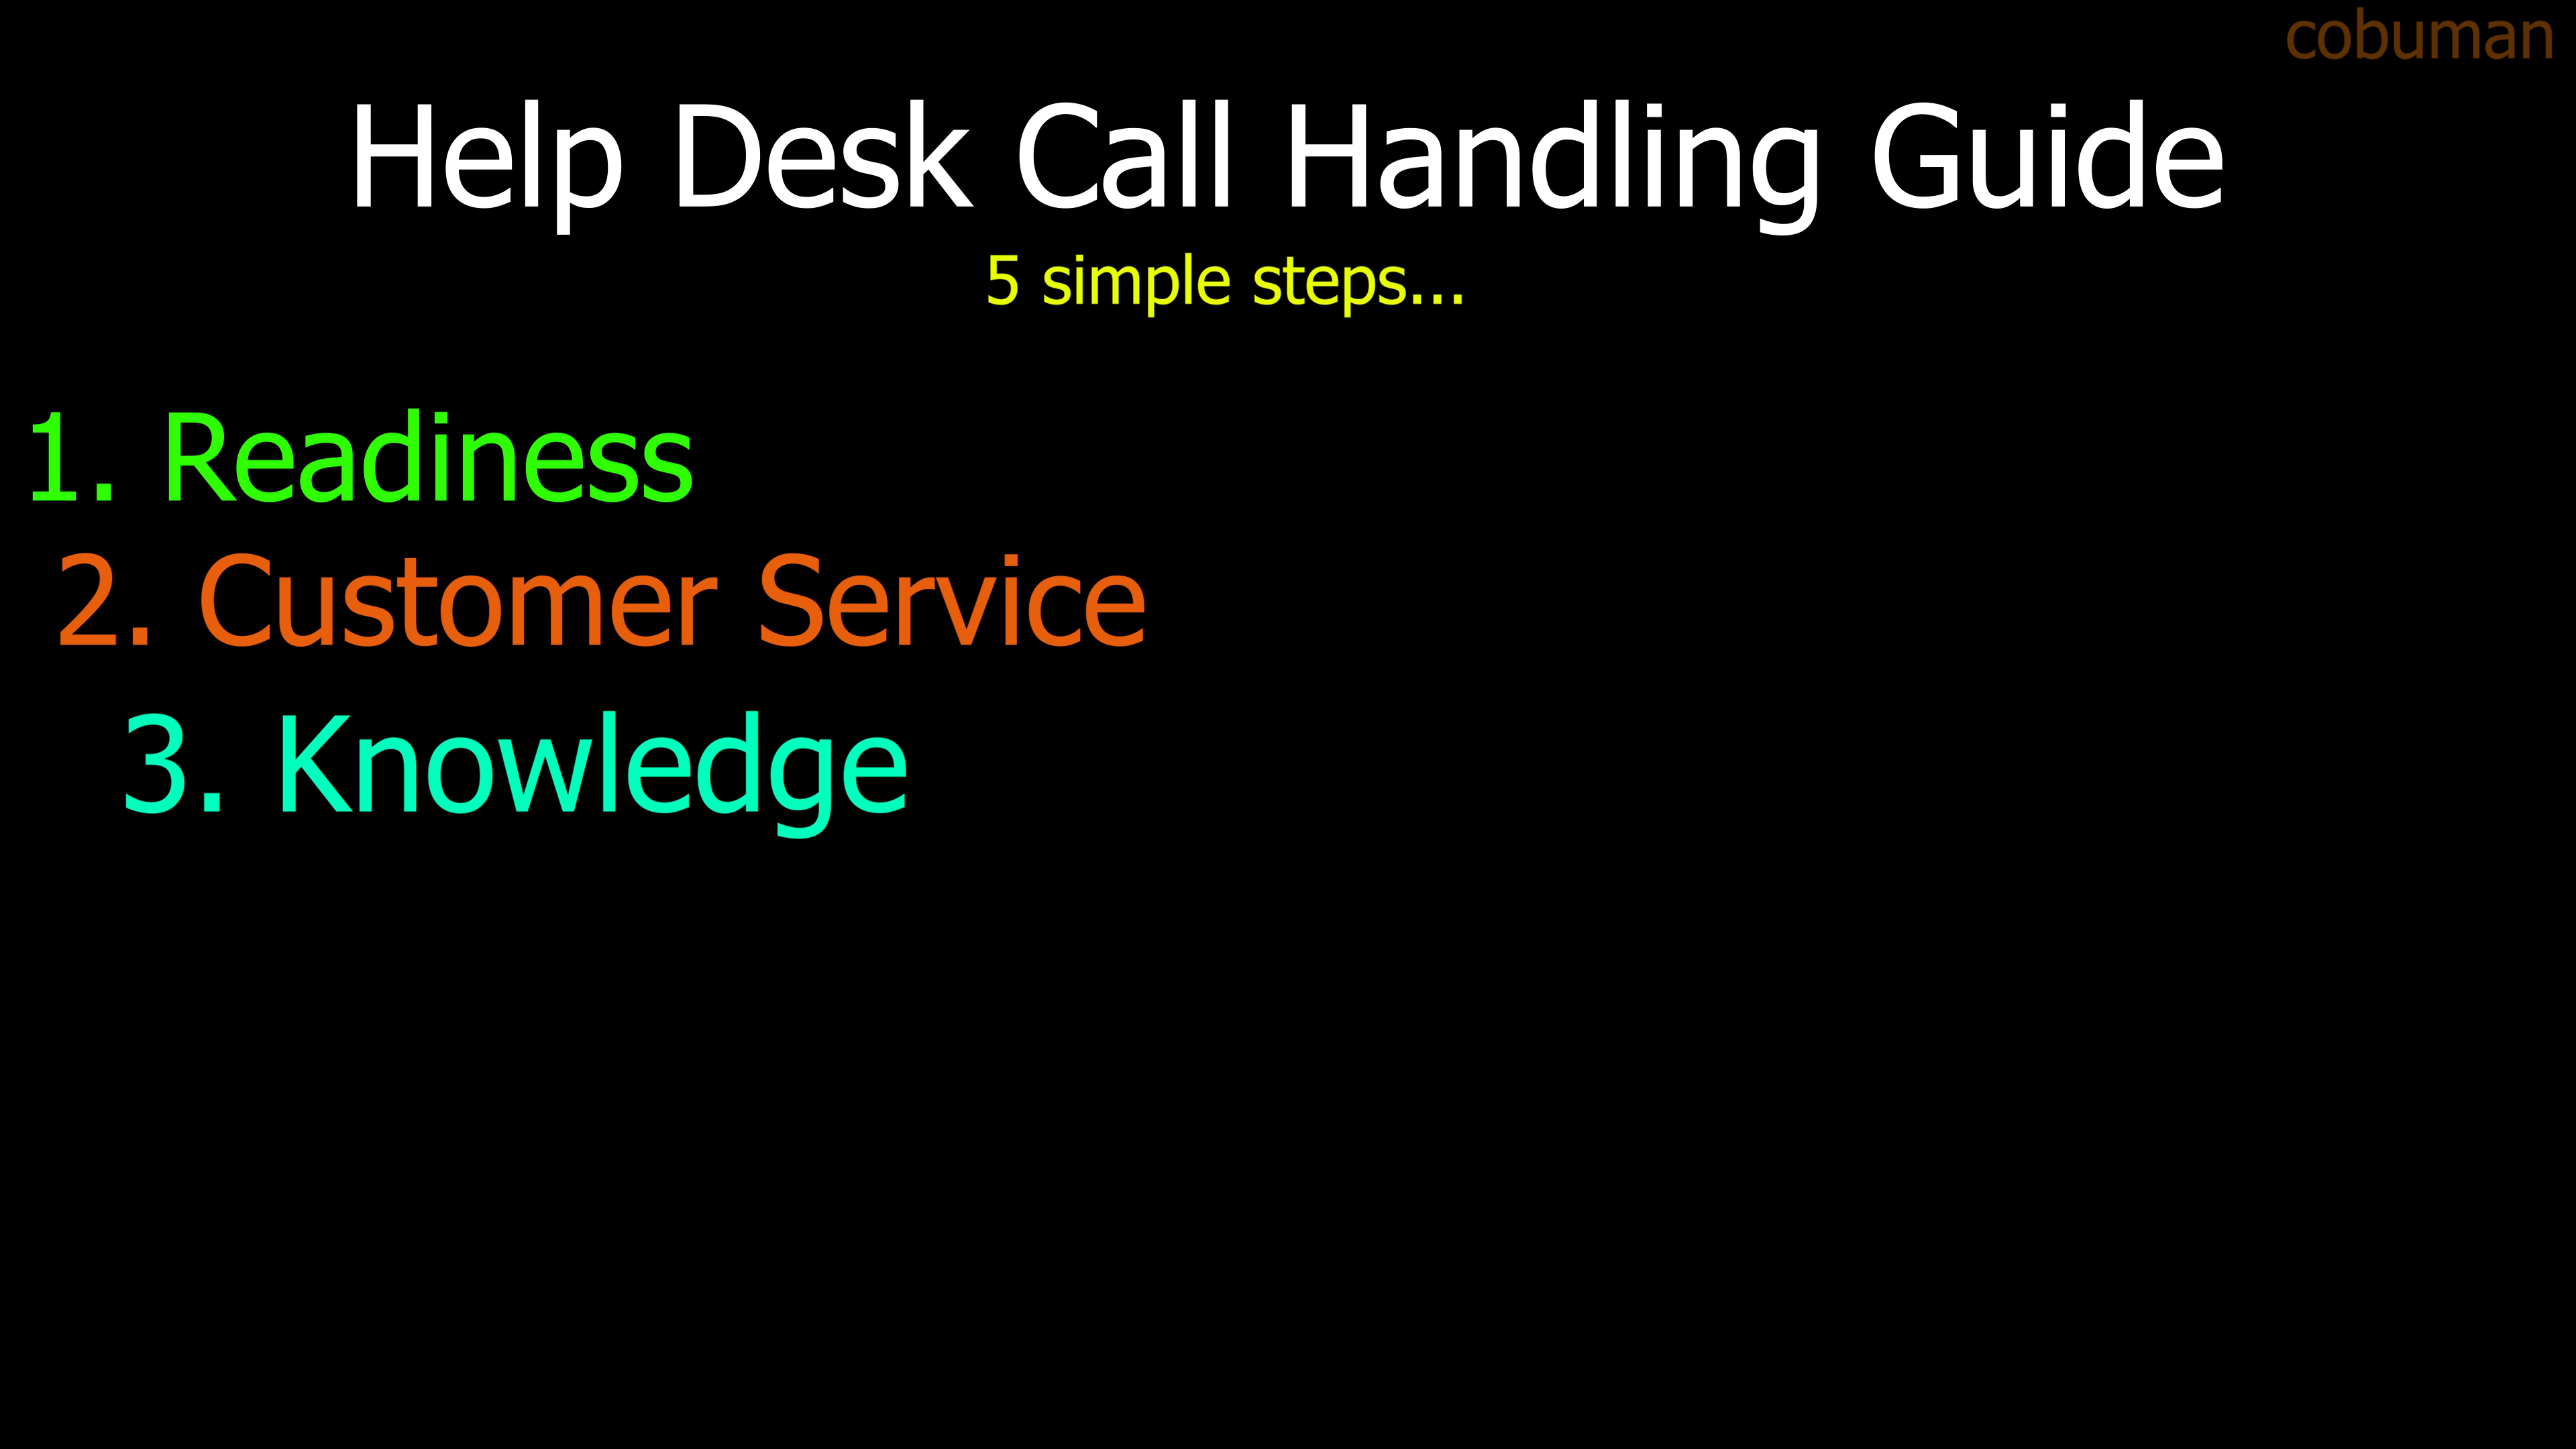 cobuman
Help Desk Call Handling Guide
5 simple steps...
1. Readiness
2. Customer Service
3. Knowledge